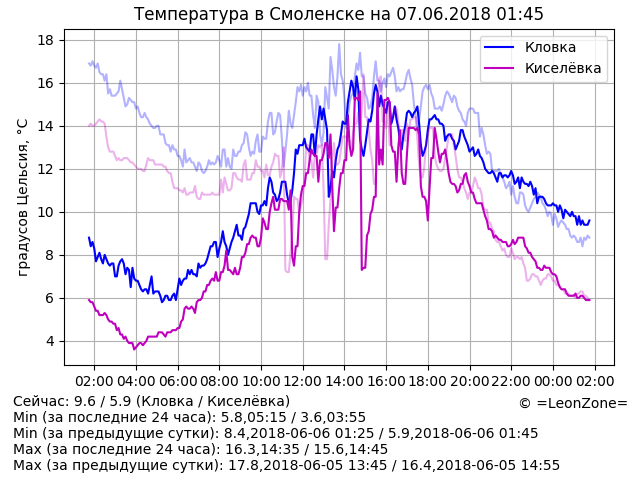 Температура в Смоленске на 07.06.2018 01:45
Кловка
Киселёвка
градусов Цельсия, °C
18
16
14
12
10
8
6
4
02:00 04:00 06:00 08:00 10:00 12:00 14:00 16:00 18:00 20:00 22:00 00:00 02:00
Сейчас: 9.6 / 5.9 (Кловка / Киселёвка)
© =LeonZone=
Min (за последние 24 часа): 5.8,05:15 / 3.6,03:55
Min (за предыдущие сутки): 8.4,2018-06-06 01:25 / 5.9,2018-06-06 01:45
Max (за последние 24 часа): 16.3,14:35 / 15.6,14:45
Max (за предыдущие сутки): 17.8,2018-06-05 13:45 / 16.4,2018-06-05 14:55